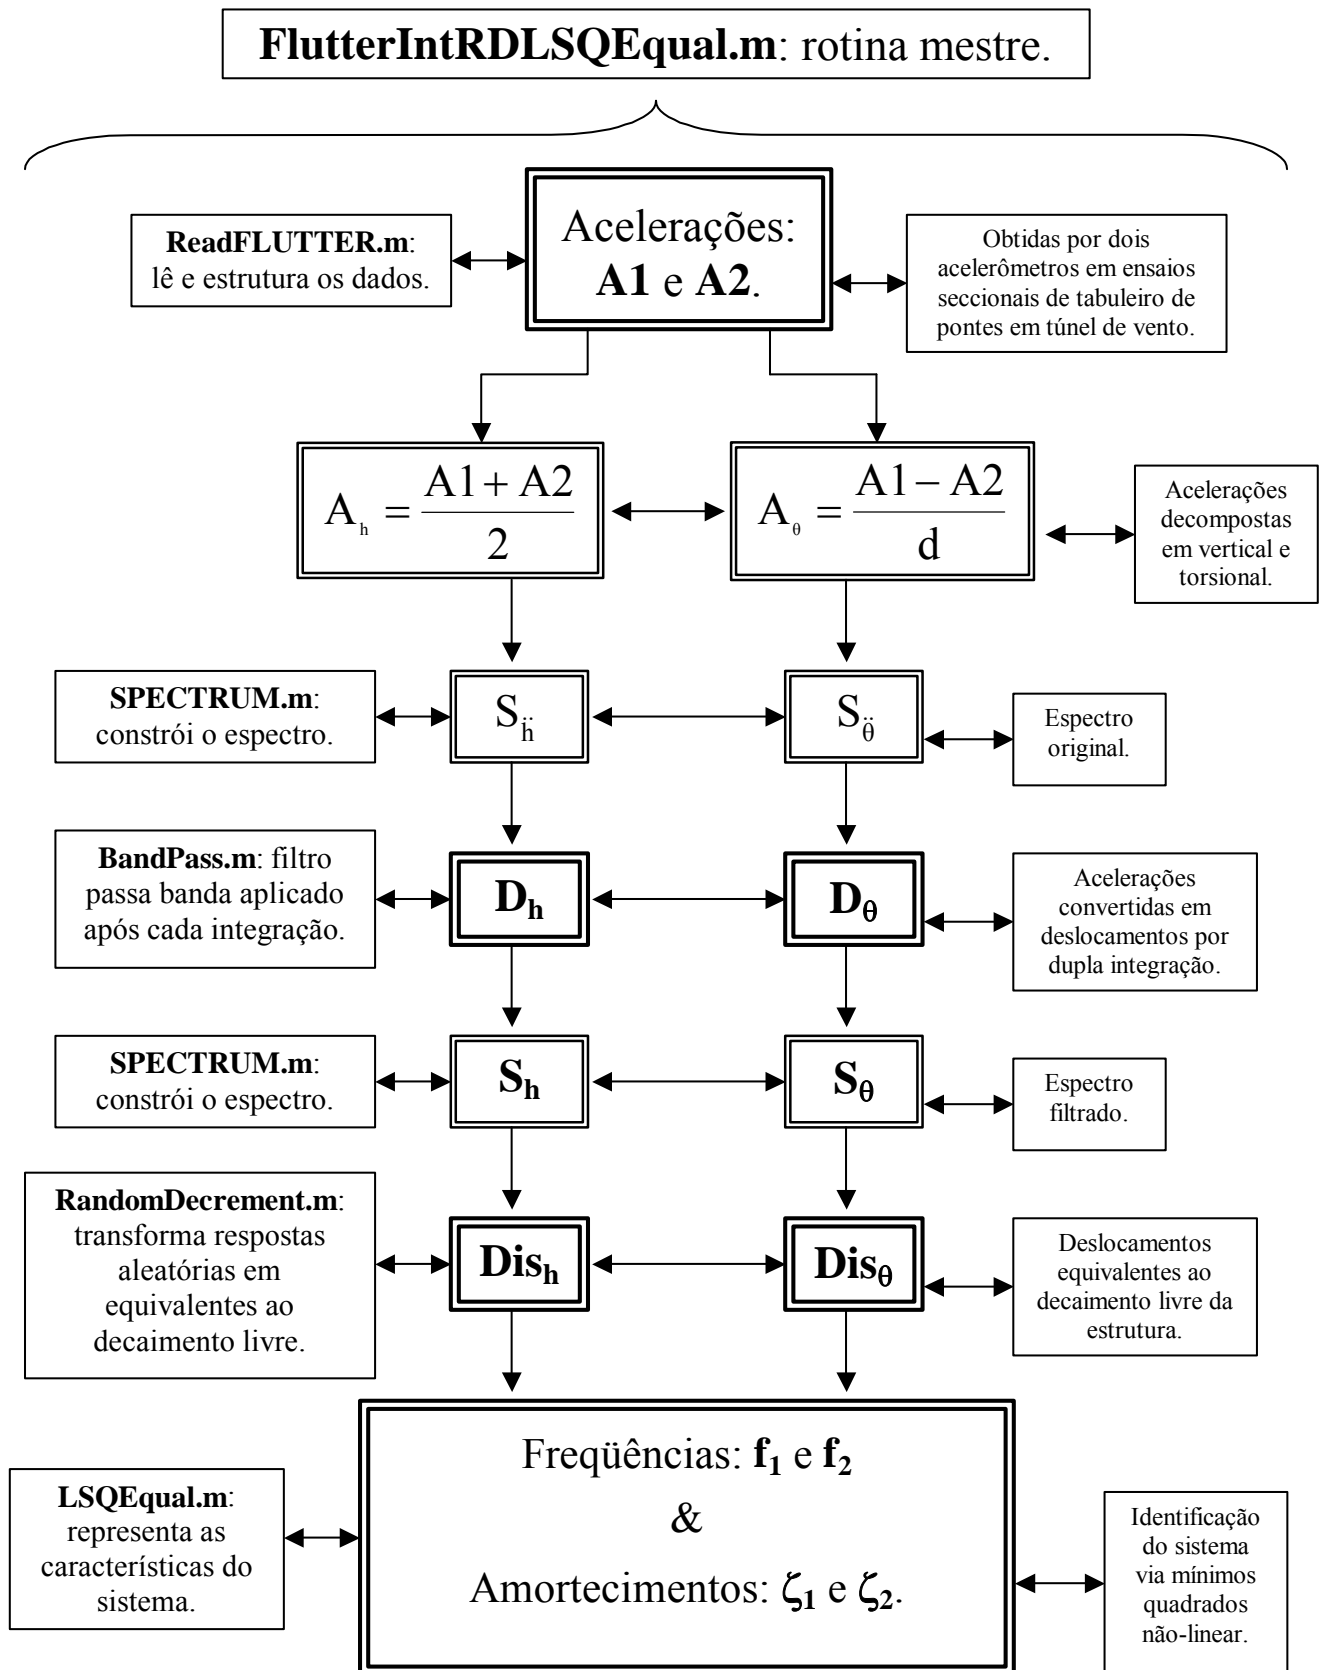 FlutterIntRDLSQEqual.m: rotina mestre.
ReadFLUTTER.m:
lê e estrutura os dados.
Acelerações:
A1 e A2.
Obtidas por dois
acelerômetros em ensaios
seccionais de tabuleiro de
pontes em túnel de vento.
A_h = (A1 + A2) / 2
A_θ = (A1 − A2) / d
Acelerações
decompostas
em vertical e
torsional.
SPECTRUM.m:
constrói o espectro.
S_ḧ
S_θ̈
Espectro
original.
BandPass.m: filtro
passa banda aplicado
após cada integração.
D_h
D_θ
Acelerações
convertidas em
deslocamentos por
dupla integração.
SPECTRUM.m:
constrói o espectro.
S_h
S_θ
Espectro
filtrado.
RandomDecrement.m:
transforma respostas
aleatórias em
equivalentes ao
decaimento livre.
Dis_h
Dis_θ
Deslocamentos
equivalentes ao
decaimento livre da
estrutura.
LSQEqual.m:
representa as
características do
sistema.
Freqüências: f₁ e f₂
&
Amortecimentos: ζ₁ e ζ₂.
Identificação
do sistema
via mínimos
quadrados
não-linear.